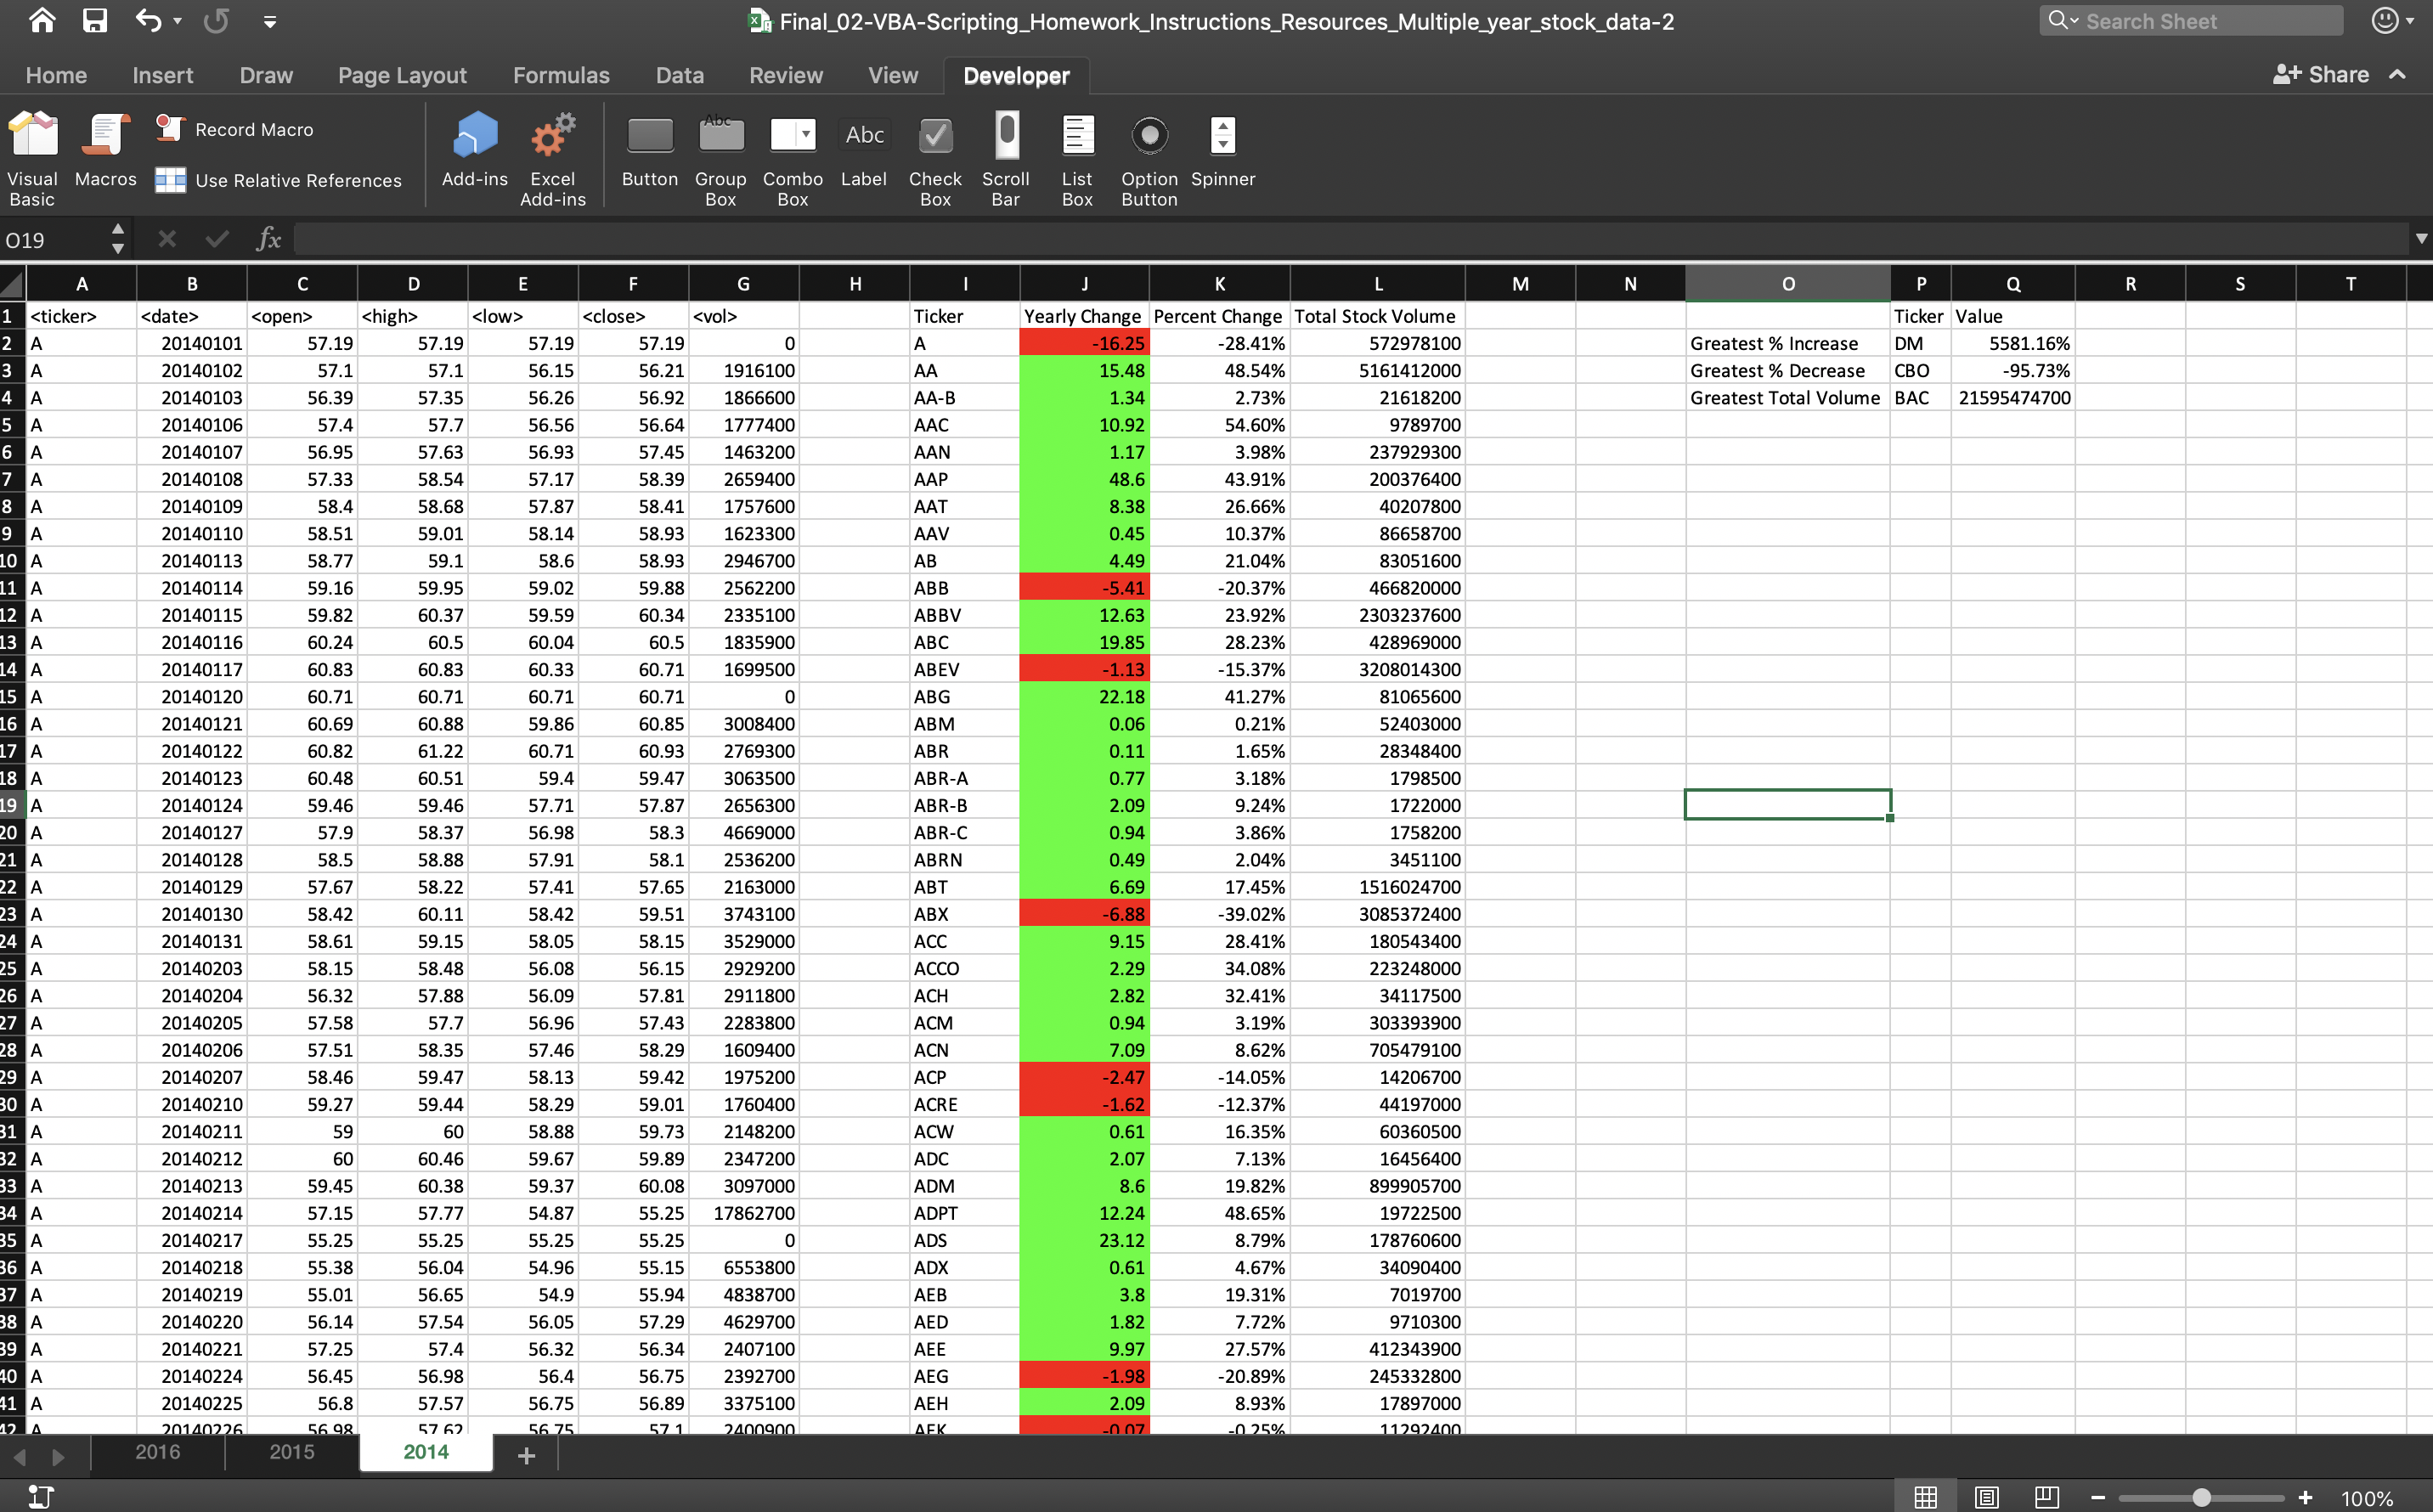 Final_02-VBA-Scripting_Homework_Instructions_Resources_Multiple_year_stock_data-2 Search Sheet
Home Insert Draw Page Layout Formulas Data Review View Developer Share
Visual Basic Macros Record Macro Use Relative References Add-ins Excel Add-ins Button Abc Group Box Combo Box Abc Label Check Box Scroll Bar List Box Option Button Spinner
O19 fx
A B C D E F G H I J K L M N O P Q R S T
1 <ticker> <date> <open> <high> <low> <close> <vol> Ticker Yearly Change Percent Change Total Stock Volume Ticker Value
2 A 20140101 57.19 57.19 57.19 57.19 0 A -16.25 -28.41% 572978100 Greatest % Increase DM 5581.16%
3 A 20140102 57.1 57.1 56.15 56.21 1916100 AA 15.48 48.54% 5161412000 Greatest % Decrease CBO -95.73%
4 A 20140103 56.39 57.35 56.26 56.92 1866600 AA-B 1.34 2.73% 21618200 Greatest Total Volume BAC 21595474700
5 A 20140106 57.4 57.7 56.56 56.64 1777400 AAC 10.92 54.60% 9789700
6 A 20140107 56.95 57.63 56.93 57.45 1463200 AAN 1.17 3.98% 237929300
7 A 20140108 57.33 58.54 57.17 58.39 2659400 AAP 48.6 43.91% 200376400
8 A 20140109 58.4 58.68 57.87 58.41 1757600 AAT 8.38 26.66% 40207800
9 A 20140110 58.51 59.01 58.14 58.93 1623300 AAV 0.45 10.37% 86658700
10 A 20140113 58.77 59.1 58.6 58.93 2946700 AB 4.49 21.04% 83051600
11 A 20140114 59.16 59.95 59.02 59.88 2562200 ABB -5.41 -20.37% 466820000
12 A 20140115 59.82 60.37 59.59 60.34 2335100 ABBV 12.63 23.92% 2303237600
13 A 20140116 60.24 60.5 60.04 60.5 1835900 ABC 19.85 28.23% 428969000
14 A 20140117 60.83 60.83 60.33 60.71 1699500 ABEV -1.13 -15.37% 3208014300
15 A 20140120 60.71 60.71 60.71 60.71 0 ABG 22.18 41.27% 81065600
16 A 20140121 60.69 60.88 59.86 60.85 3008400 ABM 0.06 0.21% 52403000
17 A 20140122 60.82 61.22 60.71 60.93 2769300 ABR 0.11 1.65% 28348400
18 A 20140123 60.48 60.51 59.4 59.47 3063500 ABR-A 0.77 3.18% 1798500
19 A 20140124 59.46 59.46 57.71 57.87 2656300 ABR-B 2.09 9.24% 1722000
20 A 20140127 57.9 58.37 56.98 58.3 4669000 ABR-C 0.94 3.86% 1758200
21 A 20140128 58.5 58.88 57.91 58.1 2536200 ABRN 0.49 2.04% 3451100
22 A 20140129 57.67 58.22 57.41 57.65 2163000 ABT 6.69 17.45% 1516024700
23 A 20140130 58.42 60.11 58.42 59.51 3743100 ABX -6.88 -39.02% 3085372400
24 A 20140131 58.61 59.15 58.05 58.15 3529000 ACC 9.15 28.41% 180543400
25 A 20140203 58.15 58.48 56.08 56.15 2929200 ACCO 2.29 34.08% 223248000
26 A 20140204 56.32 57.88 56.09 57.81 2911800 ACH 2.82 32.41% 34117500
27 A 20140205 57.58 57.7 56.96 57.43 2283800 ACM 0.94 3.19% 303393900
28 A 20140206 57.51 58.35 57.46 58.29 1609400 ACN 7.09 8.62% 705479100
29 A 20140207 58.46 59.47 58.13 59.42 1975200 ACP -2.47 -14.05% 14206700
30 A 20140210 59.27 59.44 58.29 59.01 1760400 ACRE -1.62 -12.37% 44197000
31 A 20140211 59 60 58.88 59.73 2148200 ACW 0.61 16.35% 60360500
32 A 20140212 60 60.46 59.67 59.89 2347200 ADC 2.07 7.13% 16456400
33 A 20140213 59.45 60.38 59.37 60.08 3097000 ADM 8.6 19.82% 899905700
34 A 20140214 57.15 57.77 54.87 55.25 17862700 ADPT 12.24 48.65% 19722500
35 A 20140217 55.25 55.25 55.25 55.25 0 ADS 23.12 8.79% 178760600
36 A 20140218 55.38 56.04 54.96 55.15 6553800 ADX 0.61 4.67% 34090400
37 A 20140219 55.01 56.65 54.9 55.94 4838700 AEB 3.8 19.31% 7019700
38 A 20140220 56.14 57.54 56.05 57.29 4629700 AED 1.82 7.72% 9710300
39 A 20140221 57.25 57.4 56.32 56.34 2407100 AEE 9.97 27.57% 412343900
40 A 20140224 56.45 56.98 56.4 56.75 2392700 AEG -1.98 -20.89% 245332800
41 A 20140225 56.8 57.57 56.75 56.89 3375100 AEH 2.09 8.93% 17897000
42 A 20140226 56.98 57.62 56.75 57.1 2400900 AEK -0.07 -0.25% 11292400
2016 2015 2014
100%